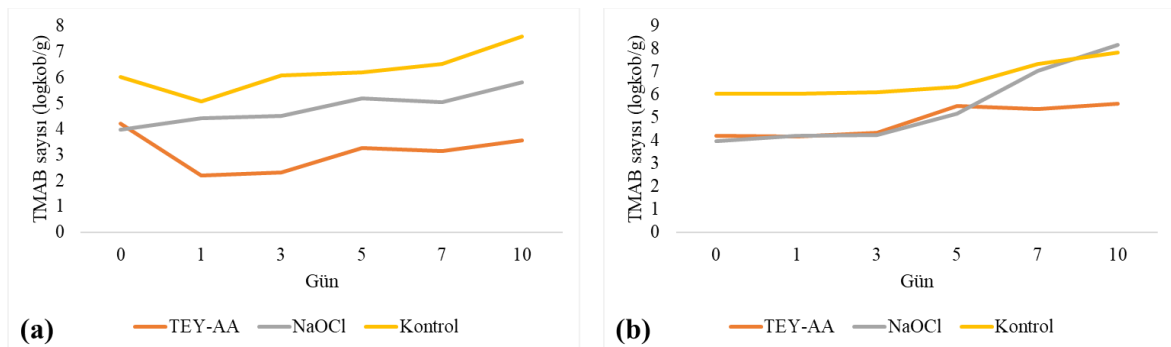 TMAB sayısı (logkob/g)
8
7
6
5
4
3
2
1
0
0 1 3 5 7 10
Gün
(a)
TEY-AA NaOCl Kontrol
TMAB sayısı (logkob/g)
9
8
7
6
5
4
3
2
1
0
0 1 3 5 7 10
Gün
(b)
TEY-AA NaOCl Kontrol